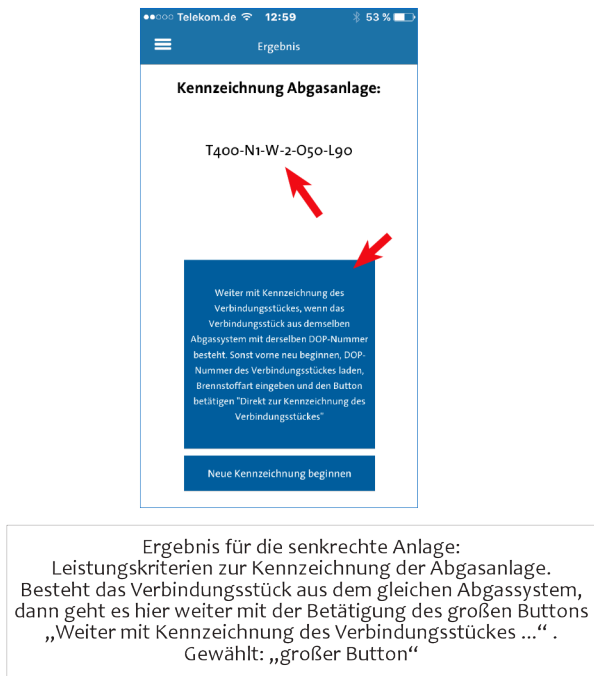 Telekom.de 12:59 53 %
Ergebnis
Kennzeichnung Abgasanlage:
T400-N1-W-2-O50-L90
Weiter mit Kennzeichnung des
Verbindungsstückes, wenn das
Verbindungsstück aus demselben
Abgassystem mit derselben DOP-Nummer
besteht. Sonst vorne neu beginnen, DOP-
Nummer des Verbindungsstückes laden,
Brennstoffart eingeben und den Button
betätigen "Direkt zur Kennzeichnung des
Verbindungsstückes"
Neue Kennzeichnung beginnen
Ergebnis für die senkrechte Anlage:
Leistungskriterien zur Kennzeichnung der Abgasanlage.
Besteht das Verbindungsstück aus dem gleichen Abgassystem,
dann geht es hier weiter mit der Betätigung des großen Buttons
„Weiter mit Kennzeichnung des Verbindungsstückes ...“ .
Gewählt: „großer Button“